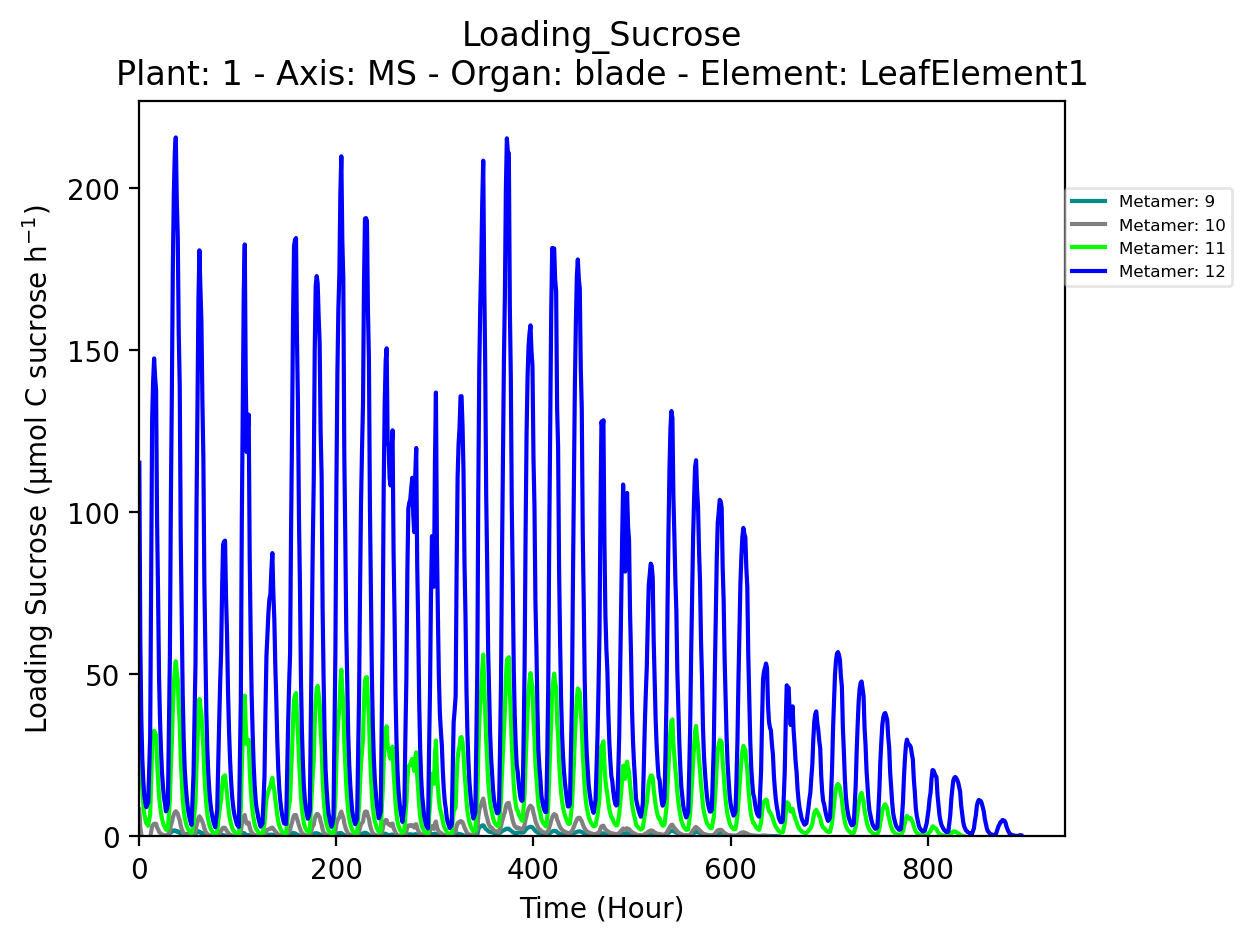 Loading_Sucrose
Plant: 1 - Axis: MS - Organ: blade - Element: LeafElement1
Loading Sucrose (µmol C sucrose h⁻¹)
200
150
100
50
0
0 200 400 600 800
Time (Hour)
Metamer: 9
Metamer: 10
Metamer: 11
Metamer: 12